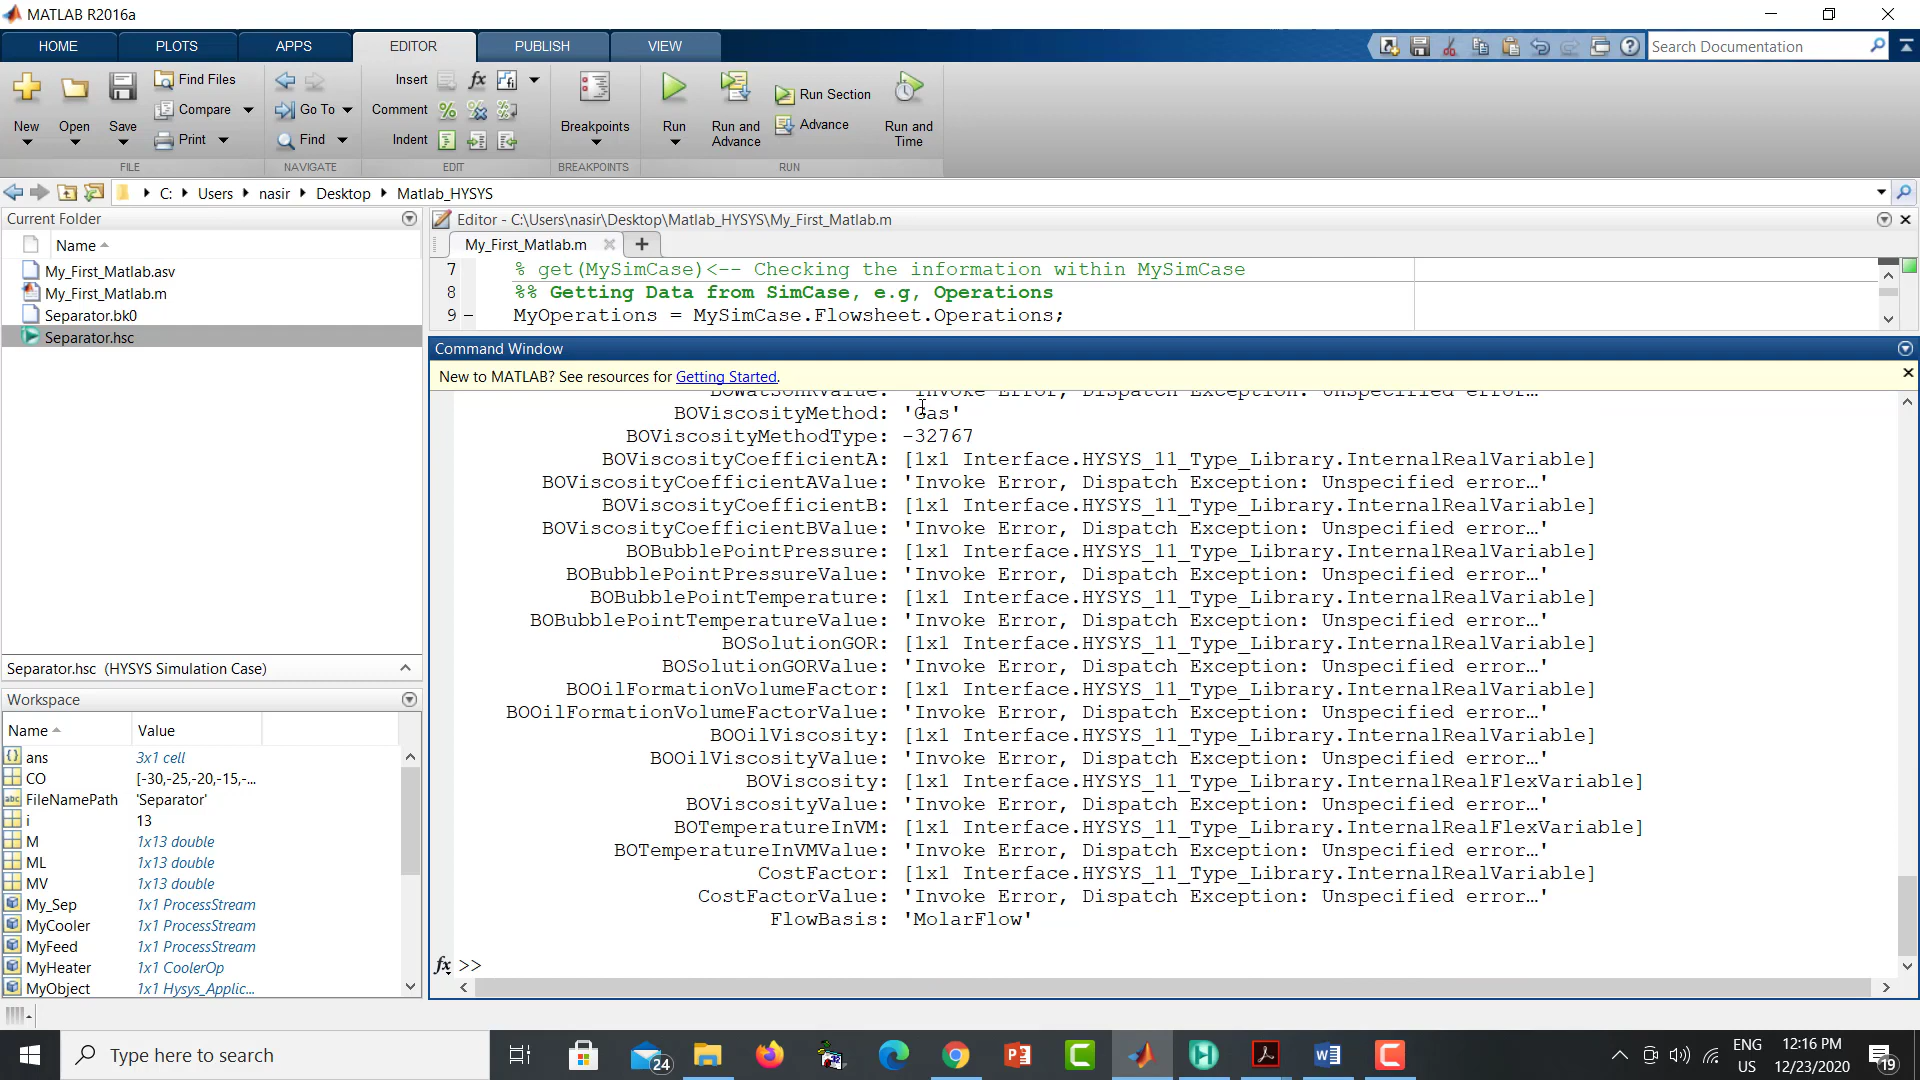 MATLAB R2016a
HOME PLOTS APPS EDITOR PUBLISH VIEW Search Documentation
New Open Save Find Files Compare Print
Go To Find
Insert fx Comment Indent
Breakpoints
Run Run and Advance Run Section Advance Run and Time
FILE NAVIGATE EDIT BREAKPOINTS RUN
C: Users nasir Desktop Matlab_HYSYS
Current Folder
Name
My_First_Matlab.asv
My_First_Matlab.m
Separator.bk0
Separator.hsc
Separator.hsc (HYSYS Simulation Case)
Workspace
Name Value
ans 3x1 cell
CO [-30,-25,-20,-15,-...
FileNamePath 'Separator'
i 13
M 1x13 double
ML 1x13 double
MV 1x13 double
My_Sep 1x1 ProcessStream
MyCooler 1x1 ProcessStream
MyFeed 1x1 ProcessStream
MyHeater 1x1 CoolerOp
MyObject 1x1 Hysys_Applic...
Editor - C:\Users\nasir\Desktop\Matlab_HYSYS\My_First_Matlab.m
My_First_Matlab.m
7 % get(MySimCase)<-- Checking the information within MySimCase
8 %% Getting Data from SimCase, e.g, Operations
9 - MyOperations = MySimCase.Flowsheet.Operations;
Command Window
New to MATLAB? See resources for Getting Started.
BOWatsonKValue: 'Invoke Error, Dispatch Exception: Unspecified error…'
BOViscosityMethod: 'Gas'
BOViscosityMethodType: -32767
BOViscosityCoefficientA: [1x1 Interface.HYSYS_11_Type_Library.InternalRealVariable]
BOViscosityCoefficientAValue: 'Invoke Error, Dispatch Exception: Unspecified error…'
BOViscosityCoefficientB: [1x1 Interface.HYSYS_11_Type_Library.InternalRealVariable]
BOViscosityCoefficientBValue: 'Invoke Error, Dispatch Exception: Unspecified error…'
BOBubblePointPressure: [1x1 Interface.HYSYS_11_Type_Library.InternalRealVariable]
BOBubblePointPressureValue: 'Invoke Error, Dispatch Exception: Unspecified error…'
BOBubblePointTemperature: [1x1 Interface.HYSYS_11_Type_Library.InternalRealVariable]
BOBubblePointTemperatureValue: 'Invoke Error, Dispatch Exception: Unspecified error…'
BOSolutionGOR: [1x1 Interface.HYSYS_11_Type_Library.InternalRealVariable]
BOSolutionGORValue: 'Invoke Error, Dispatch Exception: Unspecified error…'
BOOilFormationVolumeFactor: [1x1 Interface.HYSYS_11_Type_Library.InternalRealVariable]
BOOilFormationVolumeFactorValue: 'Invoke Error, Dispatch Exception: Unspecified error…'
BOOilViscosity: [1x1 Interface.HYSYS_11_Type_Library.InternalRealVariable]
BOOilViscosityValue: 'Invoke Error, Dispatch Exception: Unspecified error…'
BOViscosity: [1x1 Interface.HYSYS_11_Type_Library.InternalRealFlexVariable]
BOViscosityValue: 'Invoke Error, Dispatch Exception: Unspecified error…'
BOTemperatureInVM: [1x1 Interface.HYSYS_11_Type_Library.InternalRealFlexVariable]
BOTemperatureInVMValue: 'Invoke Error, Dispatch Exception: Unspecified error…'
CostFactor: [1x1 Interface.HYSYS_11_Type_Library.InternalRealVariable]
CostFactorValue: 'Invoke Error, Dispatch Exception: Unspecified error…'
FlowBasis: 'MolarFlow'
fx >>
Type here to search
24
ENG
US
12:16 PM
12/23/2020
19